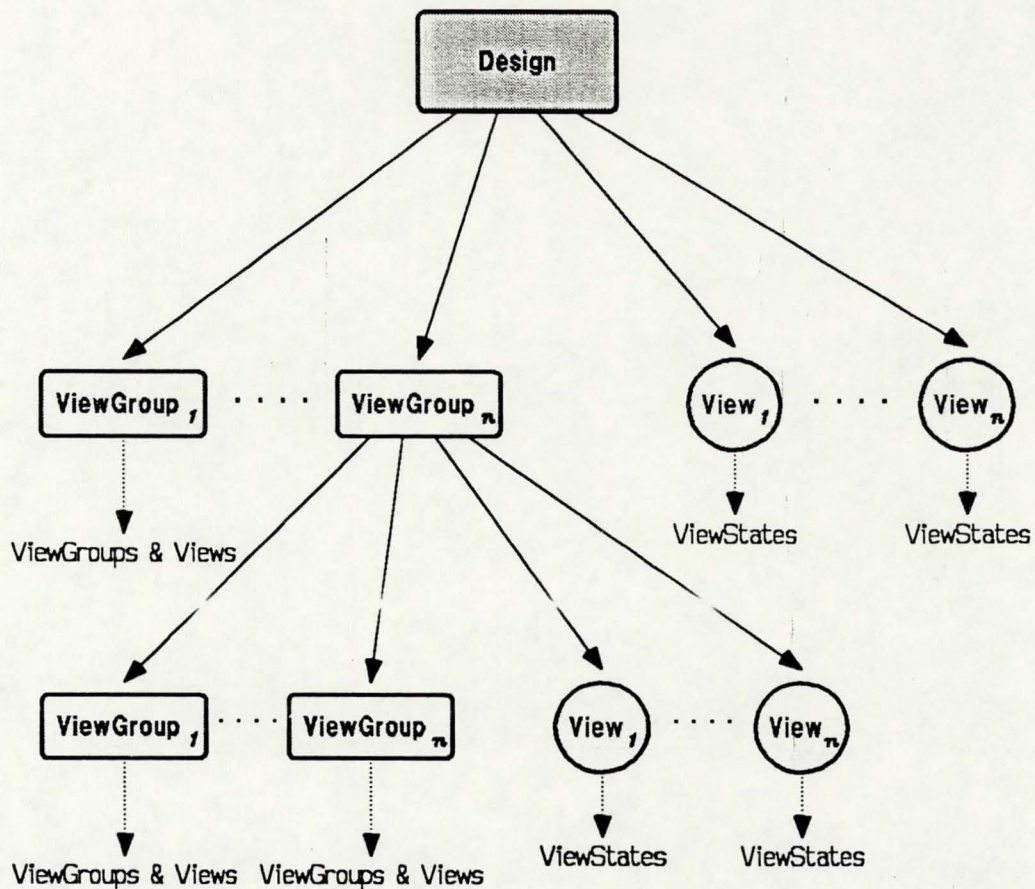 Design
ViewGroup 1 . . . . ViewGroup n View 1 . . . . View n
ViewGroups & Views ViewStates ViewStates
ViewGroup 1 . . . . ViewGroup n View 1 . . . . View n
ViewGroups & Views ViewGroups & Views ViewStates ViewStates